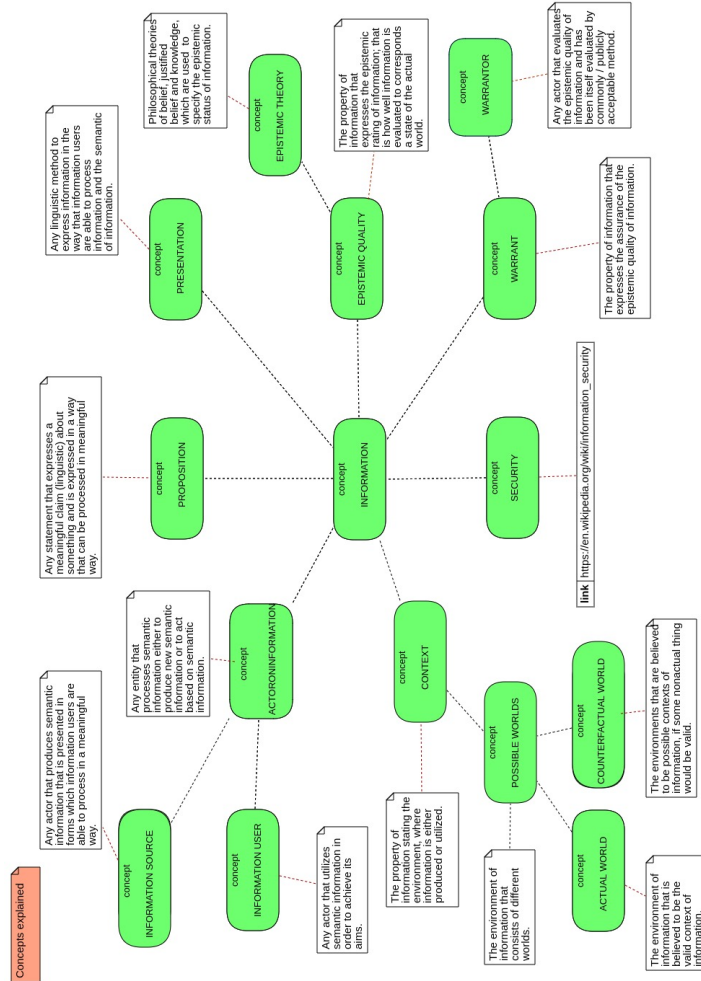 Concepts explained
Any actor that produces semantic
information that is presented in
forms which information users are
able to process in a meaningful
way.
concept
INFORMATION SOURCE
Any entity that
processes semantic
information either to
produce new semantic
information or to act
based on semantic
information.
concept
ACTORONINFORMATION
concept
INFORMATION USER
Any actor that utilizes
semantic information in
order to achieve its
aims.
Any statement that expresses a
meaningful claim (linguistic) about
something and is expressed in a way
that can be processed in meaningful
way.
concept
PROPOSITION
Any linguistic method to
express information in the
way that information users
are able to process
information and the semantic
of information.
concept
PRESENTATION
Philosophical theories
of belief, justified
belief and knowledge,
which are used to
specify the epistemic
status of information.
concept
EPISTEMIC THEORY
The property of
information that
expresses the epistemic
rating of information; that
is how well information is
evaluated to corresponds
a state of the actual
world.
concept
EPISTEMIC QUALITY
concept
INFORMATION
concept
CONTEXT
The property of
information stating the
environment, where
information is either
produced or utilized.
concept
POSSIBLE WORLDS
The environment of
information that
consists of different
worlds.
concept
SECURITY
link https://en.wikipedia.org/wiki/information_security
concept
WARRANT
The property of information that
expresses the assurance of the
epistemic quality of information.
concept
WARRANTOR
Any actor that evaluates
the epistemic quality of
information and has
been itself evaluated by
commonly / publicly
acceptable method.
concept
COUNTERFACTUAL WORLD
The environments that are believed
to be possible contexts of
information, if some nonactual thing
would be valid.
concept
ACTUAL WORLD
The environment of
information that is
believed to be the
valid context of
information.